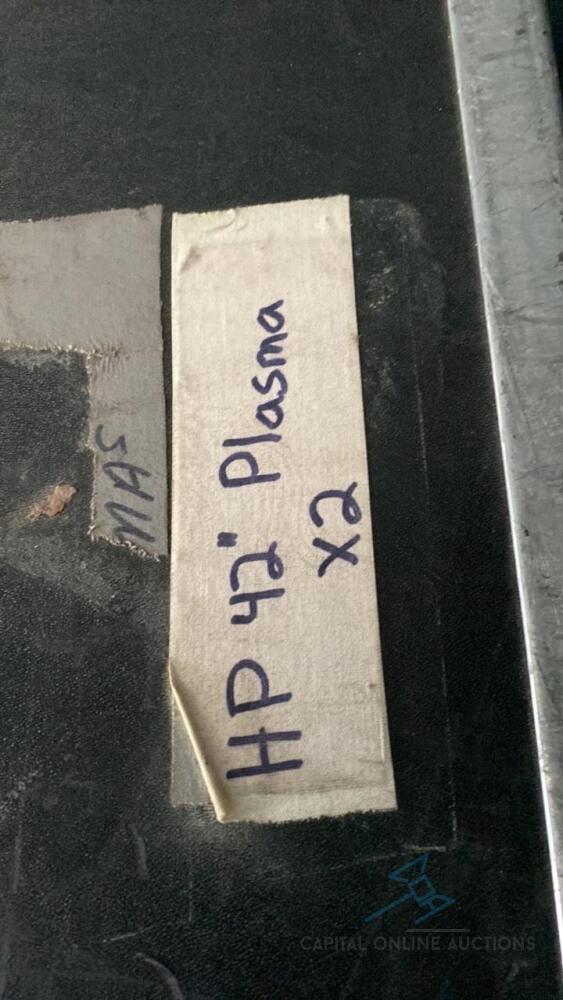 HP 42" Plasma
X2
MAS
CAPITAL ONLINE AUCTIONS